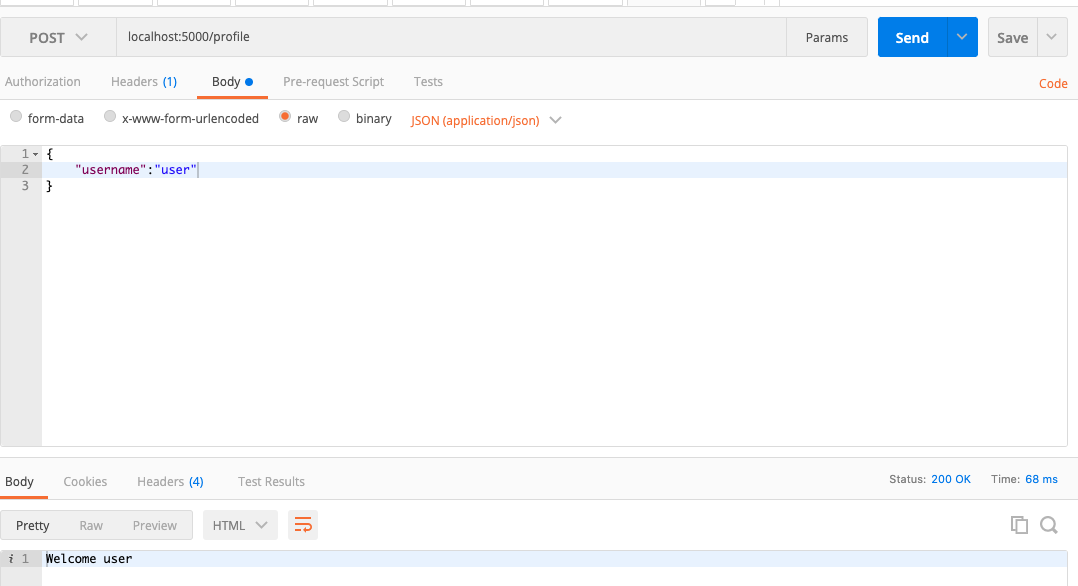 POST localhost:5000/profile Params Send Save
Authorization Headers (1) Body Pre-request Script Tests Code
form-data x-www-form-urlencoded raw binary JSON (application/json)
1 {
2 "username":"user"
3 }
Body Cookies Headers (4) Test Results Status: 200 OK Time: 68 ms
Pretty Raw Preview HTML
i 1 Welcome user